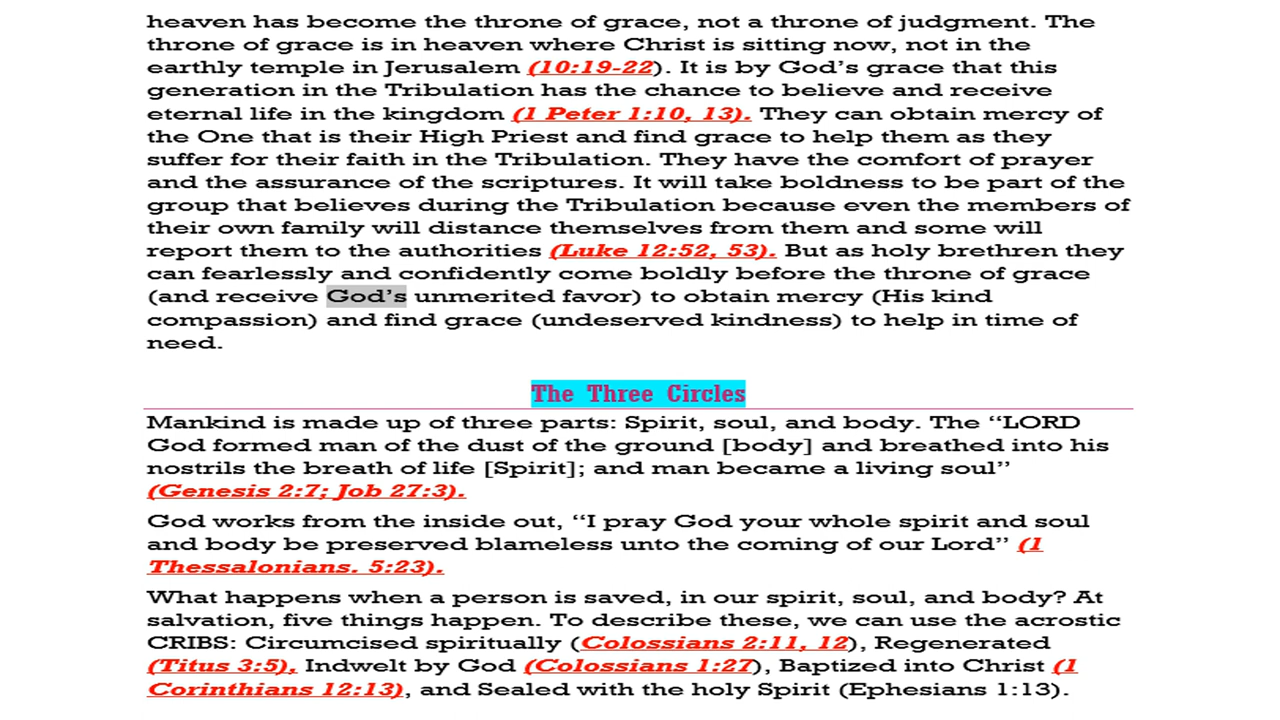 heaven has become the throne of grace, not a throne of judgment. The
throne of grace is in heaven where Christ is sitting now, not in the
earthly temple in Jerusalem (10:19-22). It is by God’s grace that this
generation in the Tribulation has the chance to believe and receive
eternal life in the kingdom (1 Peter 1:10, 13). They can obtain mercy of
the One that is their High Priest and find grace to help them as they
suffer for their faith in the Tribulation. They have the comfort of prayer
and the assurance of the scriptures. It will take boldness to be part of the
group that believes during the Tribulation because even the members of
their own family will distance themselves from them and some will
report them to the authorities (Luke 12:52, 53). But as holy brethren they
can fearlessly and confidently come boldly before the throne of grace
(and receive God’s unmerited favor) to obtain mercy (His kind
compassion) and find grace (undeserved kindness) to help in time of
need.
The Three Circles
Mankind is made up of three parts: Spirit, soul, and body. The “LORD
God formed man of the dust of the ground [body] and breathed into his
nostrils the breath of life [Spirit]; and man became a living soul”
(Genesis 2:7; Job 27:3).
God works from the inside out, “I pray God your whole spirit and soul
and body be preserved blameless unto the coming of our Lord” (1
Thessalonians. 5:23).
What happens when a person is saved, in our spirit, soul, and body? At
salvation, five things happen. To describe these, we can use the acrostic
CRIBS: Circumcised spiritually (Colossians 2:11, 12), Regenerated
(Titus 3:5), Indwelt by God (Colossians 1:27), Baptized into Christ (1
Corinthians 12:13), and Sealed with the holy Spirit (Ephesians 1:13).